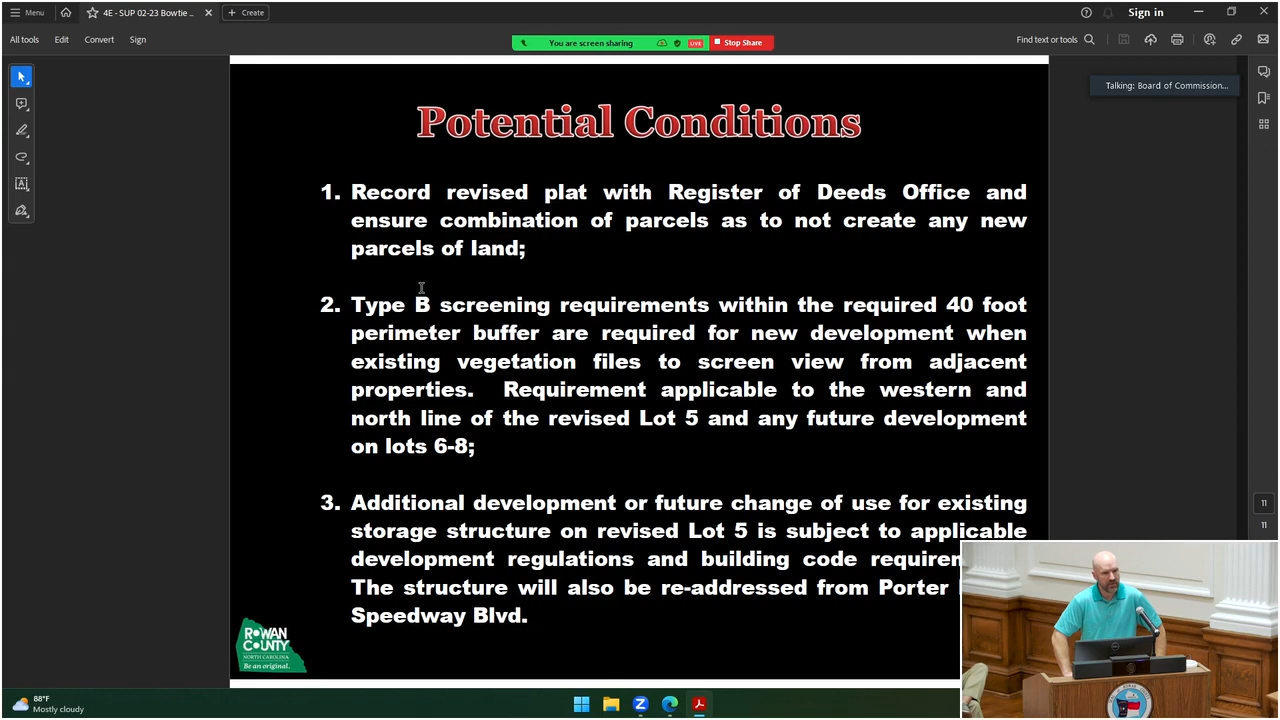 Menu
4E - SUP 02-23 Bowtie ...
Create
Sign in
All tools
Edit
Convert
Sign
You are screen sharing
LIVE
Stop Share
Find text or tools
Talking: Board of Commission...
Potential Conditions
1. Record revised plat with Register of Deeds Office and
ensure combination of parcels as to not create any new
parcels of land;
2. Type B screening requirements within the required 40 foot
perimeter buffer are required for new development when
existing vegetation files to screen view from adjacent
properties. Requirement applicable to the western and
north line of the revised Lot 5 and any future development
on lots 6-8;
3. Additional development or future change of use for existing
storage structure on revised Lot 5 is subject to applicable
development regulations and building code
The structure will also be re-addressed from Porter
Speedway Blvd.
ROWAN
COUNTY
NORTH CAROLINA
Be an original.
11
11
88°F
Mostly cloudy